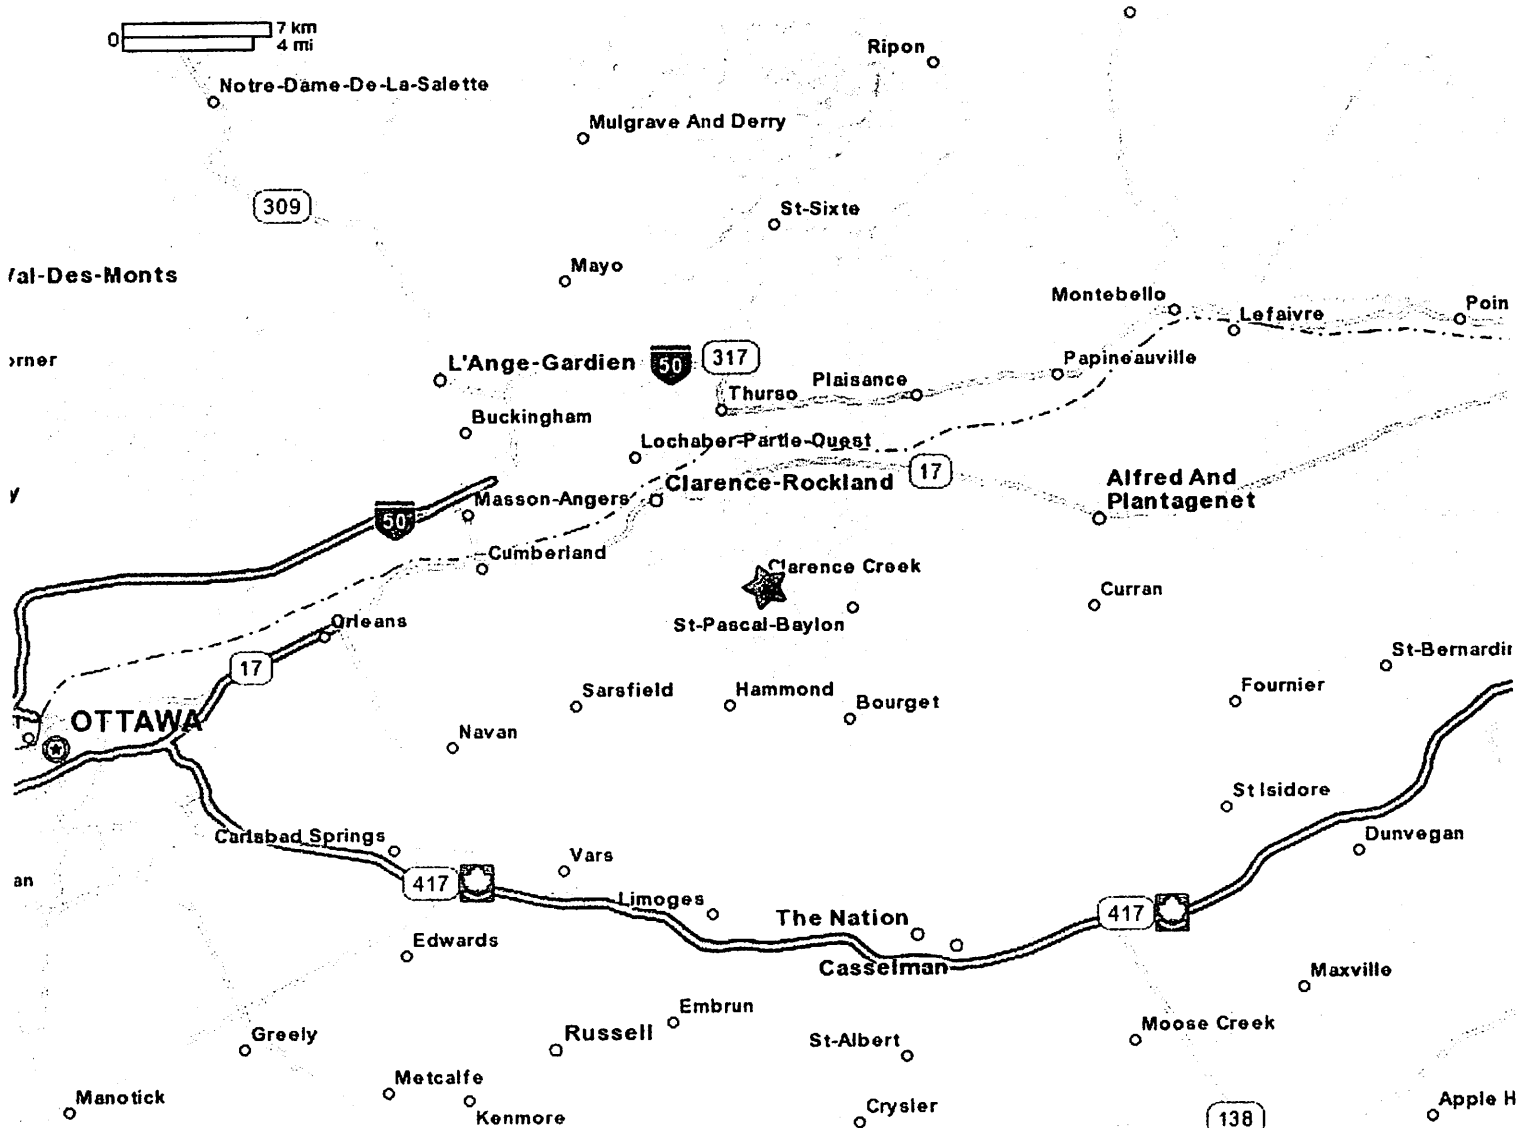 0
7 km
4 mi
Ripon
Notre-Dame-De-La-Salette
Mulgrave And Derry
309
St-Sixte
Mayo
Val-Des-Monts
Montebello
Lefaivre
Poin
orner
L'Ange-Gardien
50
317
Papineauville
Plaisance
Thurso
Buckingham
Lochaber-Partie-Ouest
17
Clarence-Rockland
Alfred And
Plantagenet
y
Masson-Angers
50
Cumberland
Clarence Creek
Curran
Orleans
St-Pascal-Baylon
St-Bernardin
17
Sarsfield
Hammond
Bourget
Fournier
OTTAWA
Navan
St Isidore
Carlsbad Springs
Dunvegan
Vars
an
417
Limoges
The Nation
417
Edwards
Casselman
Maxville
Embrun
Greely
Russell
St-Albert
Moose Creek
Metcalfe
Manotick
Kenmore
Crysler
138
Apple H